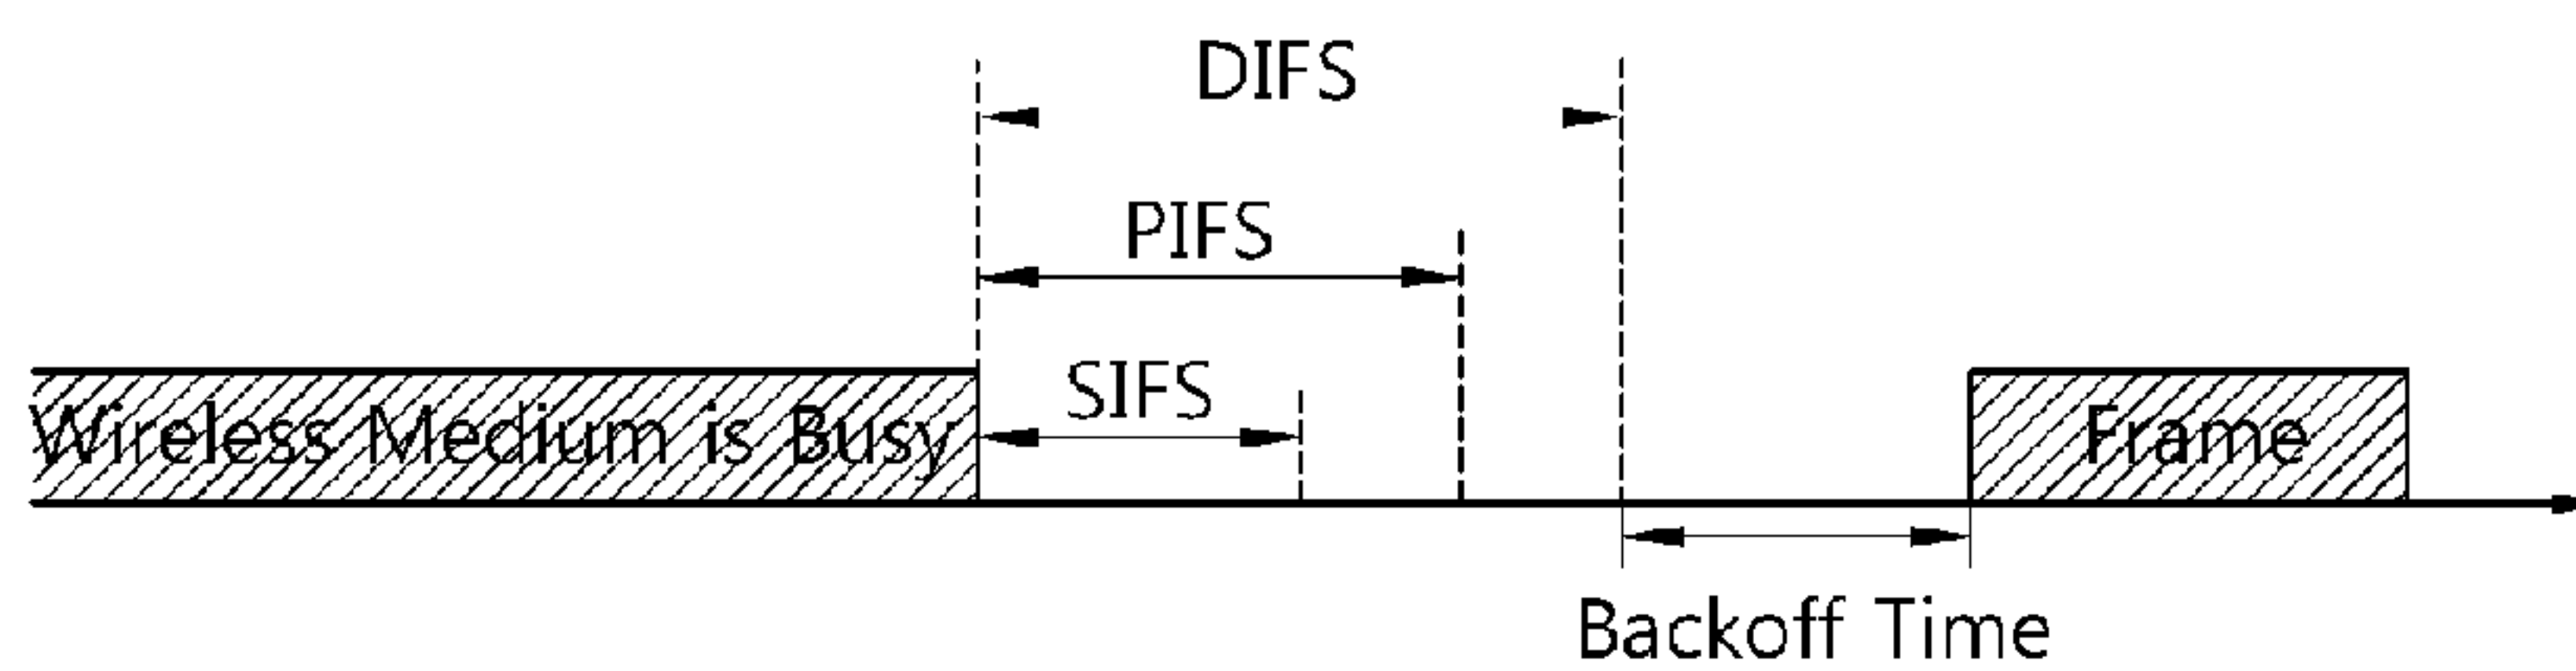 DIFS
PIFS
SIFS
Wireless Medium is Busy
Frame
Backoff Time